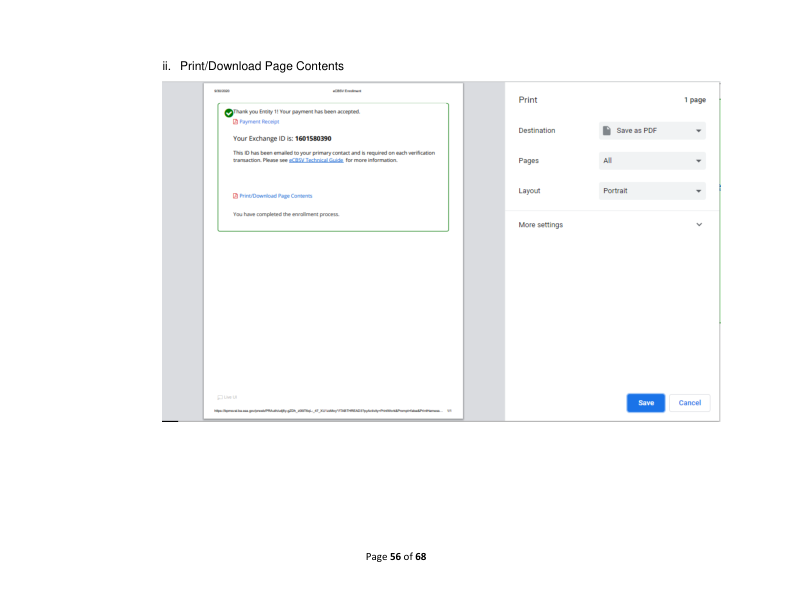 ii. Print/Download Page Contents
eCBSV Enrollment
Print
1 page
Thank you Entity 1! Your payment has been accepted.
Payment Receipt
Destination
Save as PDF
Your Exchange ID is: 1601580390
This ID has been emailed to your primary contact and is required on each verification
transaction. Please see eCBSV Technical Guide for more information.
Pages
All
Layout
Portrait
Print/Download Page Contents
You have completed the enrollment process.
More settings
Live UI
1/1
Save
Cancel
Page 56 of 68